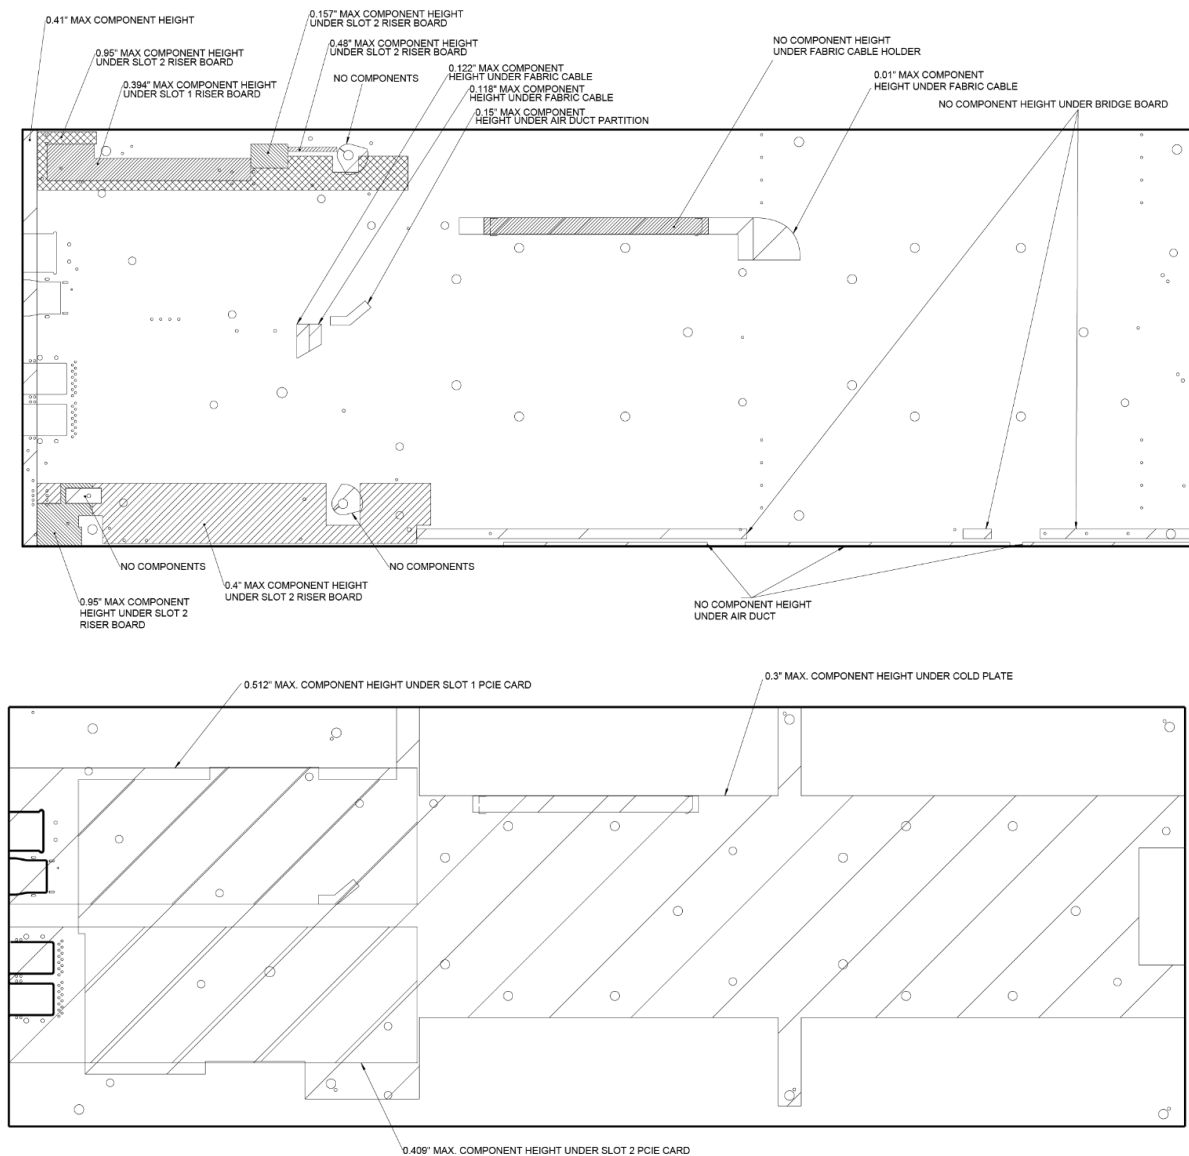 0.41" MAX COMPONENT HEIGHT
0.157" MAX COMPONENT HEIGHT
UNDER SLOT 2 RISER BOARD
0.95" MAX COMPONENT HEIGHT
UNDER SLOT 2 RISER BOARD
0.48" MAX COMPONENT HEIGHT
UNDER SLOT 2 RISER BOARD
0.394" MAX COMPONENT HEIGHT
UNDER SLOT 1 RISER BOARD
NO COMPONENTS
0.122" MAX COMPONENT
HEIGHT UNDER FABRIC CABLE
0.118" MAX COMPONENT
HEIGHT UNDER FABRIC CABLE
0.15" MAX COMPONENT
HEIGHT UNDER AIR DUCT PARTITION
NO COMPONENT HEIGHT
UNDER FABRIC CABLE HOLDER
0.01" MAX COMPONENT
HEIGHT UNDER FABRIC CABLE
NO COMPONENT HEIGHT UNDER BRIDGE BOARD
NO COMPONENTS
NO COMPONENTS
0.4" MAX COMPONENT HEIGHT
UNDER SLOT 2 RISER BOARD
0.95" MAX COMPONENT
HEIGHT UNDER SLOT 2
RISER BOARD
NO COMPONENT HEIGHT
UNDER AIR DUCT
0.512" MAX. COMPONENT HEIGHT UNDER SLOT 1 PCIE CARD
0.3" MAX. COMPONENT HEIGHT UNDER COLD PLATE
0.409" MAX. COMPONENT HEIGHT UNDER SLOT 2 PCIE CARD